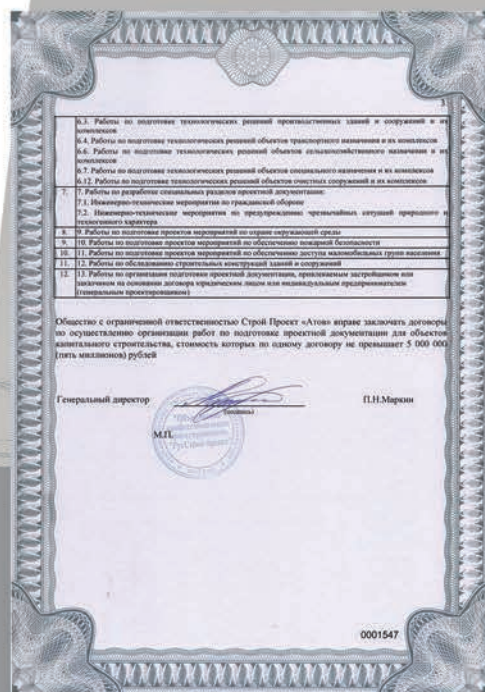 3
6.3. Работы по подготовке технологических решений производственных зданий и сооружений и их
комплексов
6.4. Работы по подготовке технологических решений объектов транспортного назначения и их комплексов
6.6. Работы по подготовке технологических решений объектов сельскохозяйственного назначения и их
комплексов
6.7. Работы по подготовке технологических решений объектов специального назначения и их комплексов
6.12. Работы по подготовке технологических решений объектов очистных сооружений и их комплексов
7. 7. Работы по разработке специальных разделов проектной документации:
7.1. Инженерно-технические мероприятия по гражданской обороне
7.2. Инженерно-технические мероприятия по предупреждению чрезвычайных ситуаций природного и
техногенного характера
8. 9. Работы по подготовке проектов мероприятий по охране окружающей среды
9. 10. Работы по подготовке проектов мероприятий по обеспечению пожарной безопасности
10. 11. Работы по подготовке проектов мероприятий по обеспечению доступа маломобильных групп населения
11. 12. Работы по обследованию строительных конструкций зданий и сооружений
12. 13. Работы по организации подготовки проектной документации, привлекаемым застройщиком или
заказчиком на основании договора юридическим лицом или индивидуальным предпринимателем
(генеральным проектировщиком)
Общество с ограниченной ответственностью Строй Проект «Атов» вправе заключать договоры
по осуществлению организации работ по подготовке проектной документации для объектов
капитального строительства, стоимость которых по одному договору не превышает 5 000 000
(пять миллионов) рублей
Генеральный директор П.Н.Маркин
(подпись)
М.П.
0001547